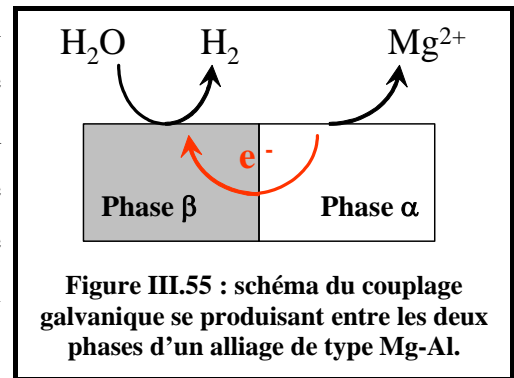 H₂O H₂ Mg²⁺
e⁻
Phase β Phase α
Figure III.55 : schéma du couplage
galvanique se produisant entre les deux
phases d’un alliage de type Mg-Al.